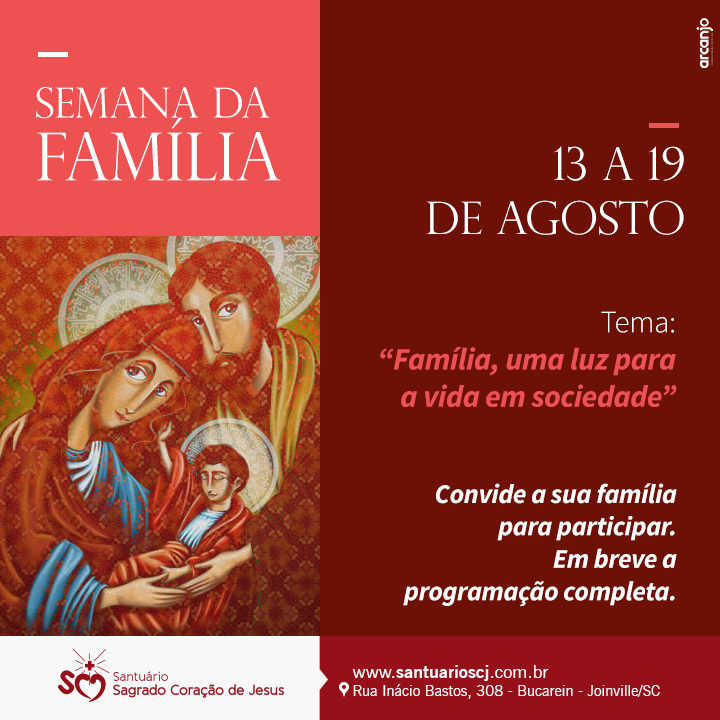 SEMANA DA
FAMÍLIA
arcanjo
13 A 19
DE AGOSTO
Tema:
“Família, uma luz para
a vida em sociedade”
Convide a sua família
para participar.
Em breve a
programação completa.
Santuário
Sagrado Coração de Jesus
www.santuarioscj.com.br
Rua Inácio Bastos, 308 - Bucarein - Joinville/SC